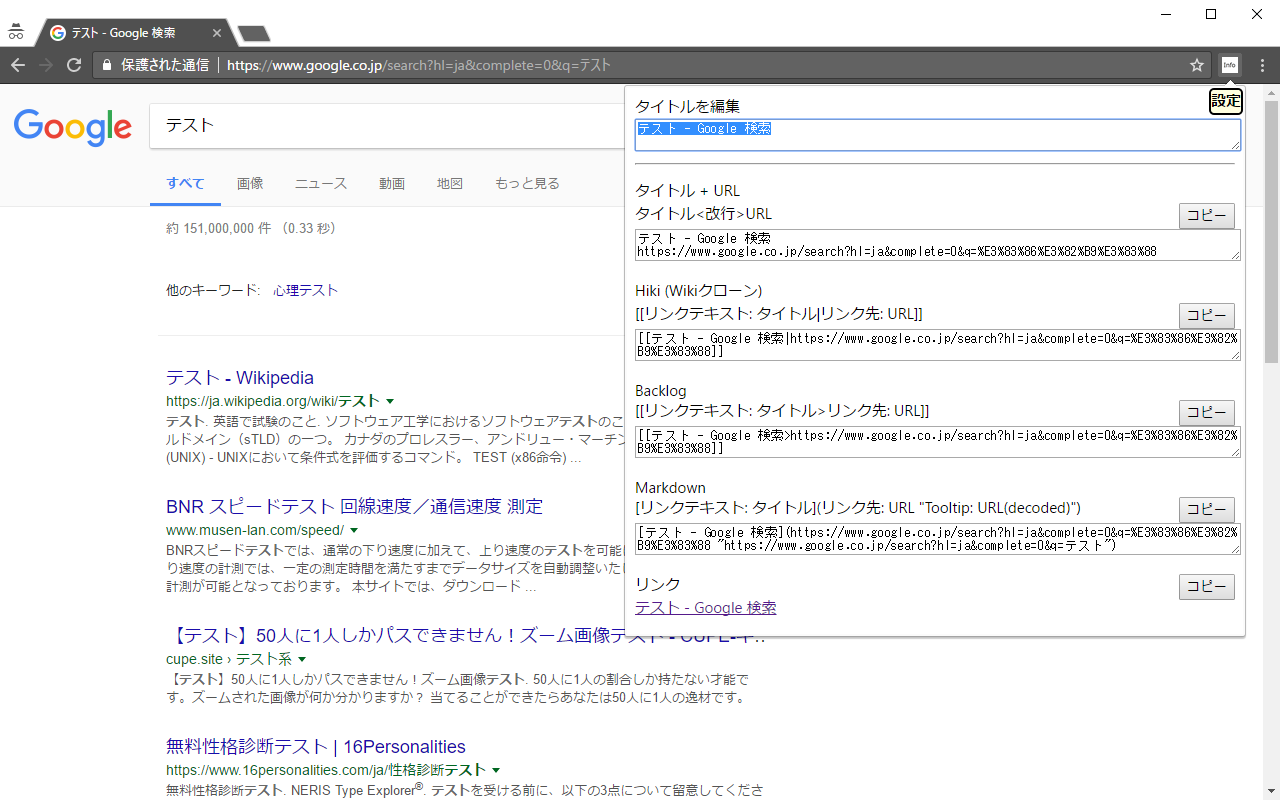 テスト - Google 検索
保護された通信 | https://www.google.co.jp/search?hl=ja&complete=0&q=テスト
Info
Google
テスト
すべて 画像 ニュース 動画 地図 もっと見る
約 151,000,000 件 （0.33 秒）
他のキーワード: 心理テスト
テスト - Wikipedia
https://ja.wikipedia.org/wiki/テスト
テスト. 英語で試験のこと. ソフトウェア工学におけるソフトウェアテストのこ
ルドメイン（sTLD）の一つ。 カナダのプロレスラー、アンドリュー・マーチン
(UNIX) - UNIXにおいて条件式を評価するコマンド。 TEST (x86命令) ...
BNR スピードテスト 回線速度／通信速度 測定
www.musen-lan.com/speed/
BNRスピードテストでは、通常の下り速度に加えて、上り速度のテストを可能に
り速度の計測では、一定の測定時間を満たすまでデータサイズを自動調整いたし
計測が可能となっております。 本サイトでは、ダウンロード ...
【テスト】50人に1人しかパスできません！ズーム画像テスト - CUPE-キ..
cupe.site › テスト系
【テスト】50人に1人しかパスできません！ズーム画像テスト. 50人に1人の割合しか持たない才能で
す。ズームされた画像が何か分かりますか？ 当てることができたらあなたは50人に1人の逸材です。
無料性格診断テスト | 16Personalities
https://www.16personalities.com/ja/性格診断テスト
無料性格診断テスト. NERIS Type Explorer®. テストを受ける前に、以下の3点について留意してくださ
タイトルを編集
設定
テスト - Google 検索
タイトル + URL
タイトル<改行>URL
コピー
テスト - Google 検索
https://www.google.co.jp/search?hl=ja&complete=0&q=%E3%83%86%E3%82%B9%E3%83%88
Hiki (Wikiクローン)
[[リンクテキスト: タイトル|リンク先: URL]]
コピー
[[テスト - Google 検索|https://www.google.co.jp/search?hl=ja&complete=0&q=%E3%83%86%E3%82%
B9%E3%83%88]]
Backlog
[[リンクテキスト: タイトル>リンク先: URL]]
コピー
[[テスト - Google 検索>https://www.google.co.jp/search?hl=ja&complete=0&q=%E3%83%86%E3%82%
B9%E3%83%88]]
Markdown
[リンクテキスト: タイトル](リンク先: URL "Tooltip: URL(decoded)")
コピー
[テスト - Google 検索](https://www.google.co.jp/search?hl=ja&complete=0&q=%E3%83%86%E3%82%
B9%E3%83%88 "https://www.google.co.jp/search?hl=ja&complete=0&q=テスト")
リンク
コピー
テスト - Google 検索